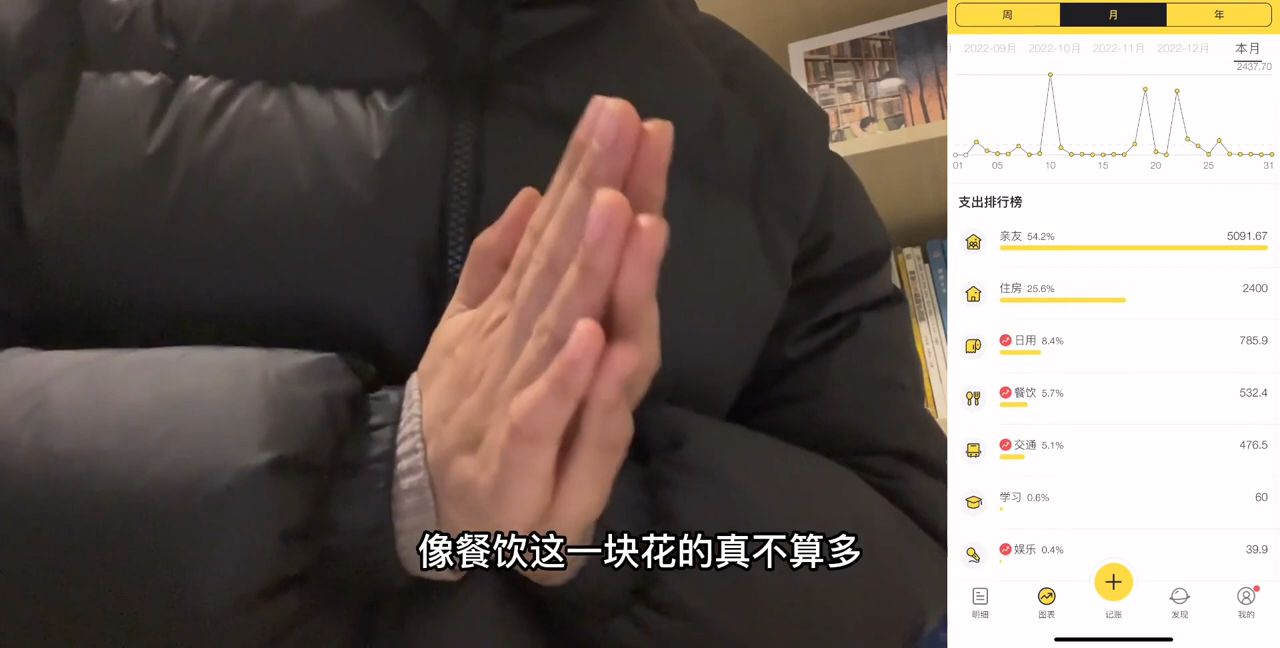 像餐饮这一块花的真不算多
周 月 年
2022-09月 2022-10月 2022-11月 2022-12月 本月
2437.70
01 05 10 15 20 25 31
支出排行榜
亲友 54.2% 5091.67
住房 25.6% 2400
日用 8.4% 785.9
餐饮 5.7% 532.4
交通 5.1% 476.5
学习 0.6% 60
娱乐 0.4% 39.9
明细 图表 记账 发现 我的